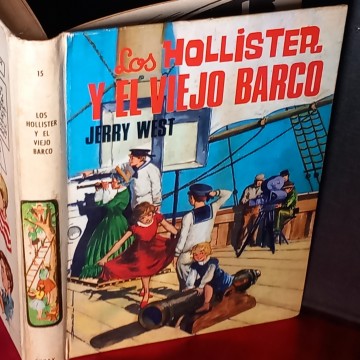 LOS HOLLISTER
Y EL VIEJO BARCO
JERRY WEST
15
LOS
HOLLISTER
Y EL
VIEJO
BARCO